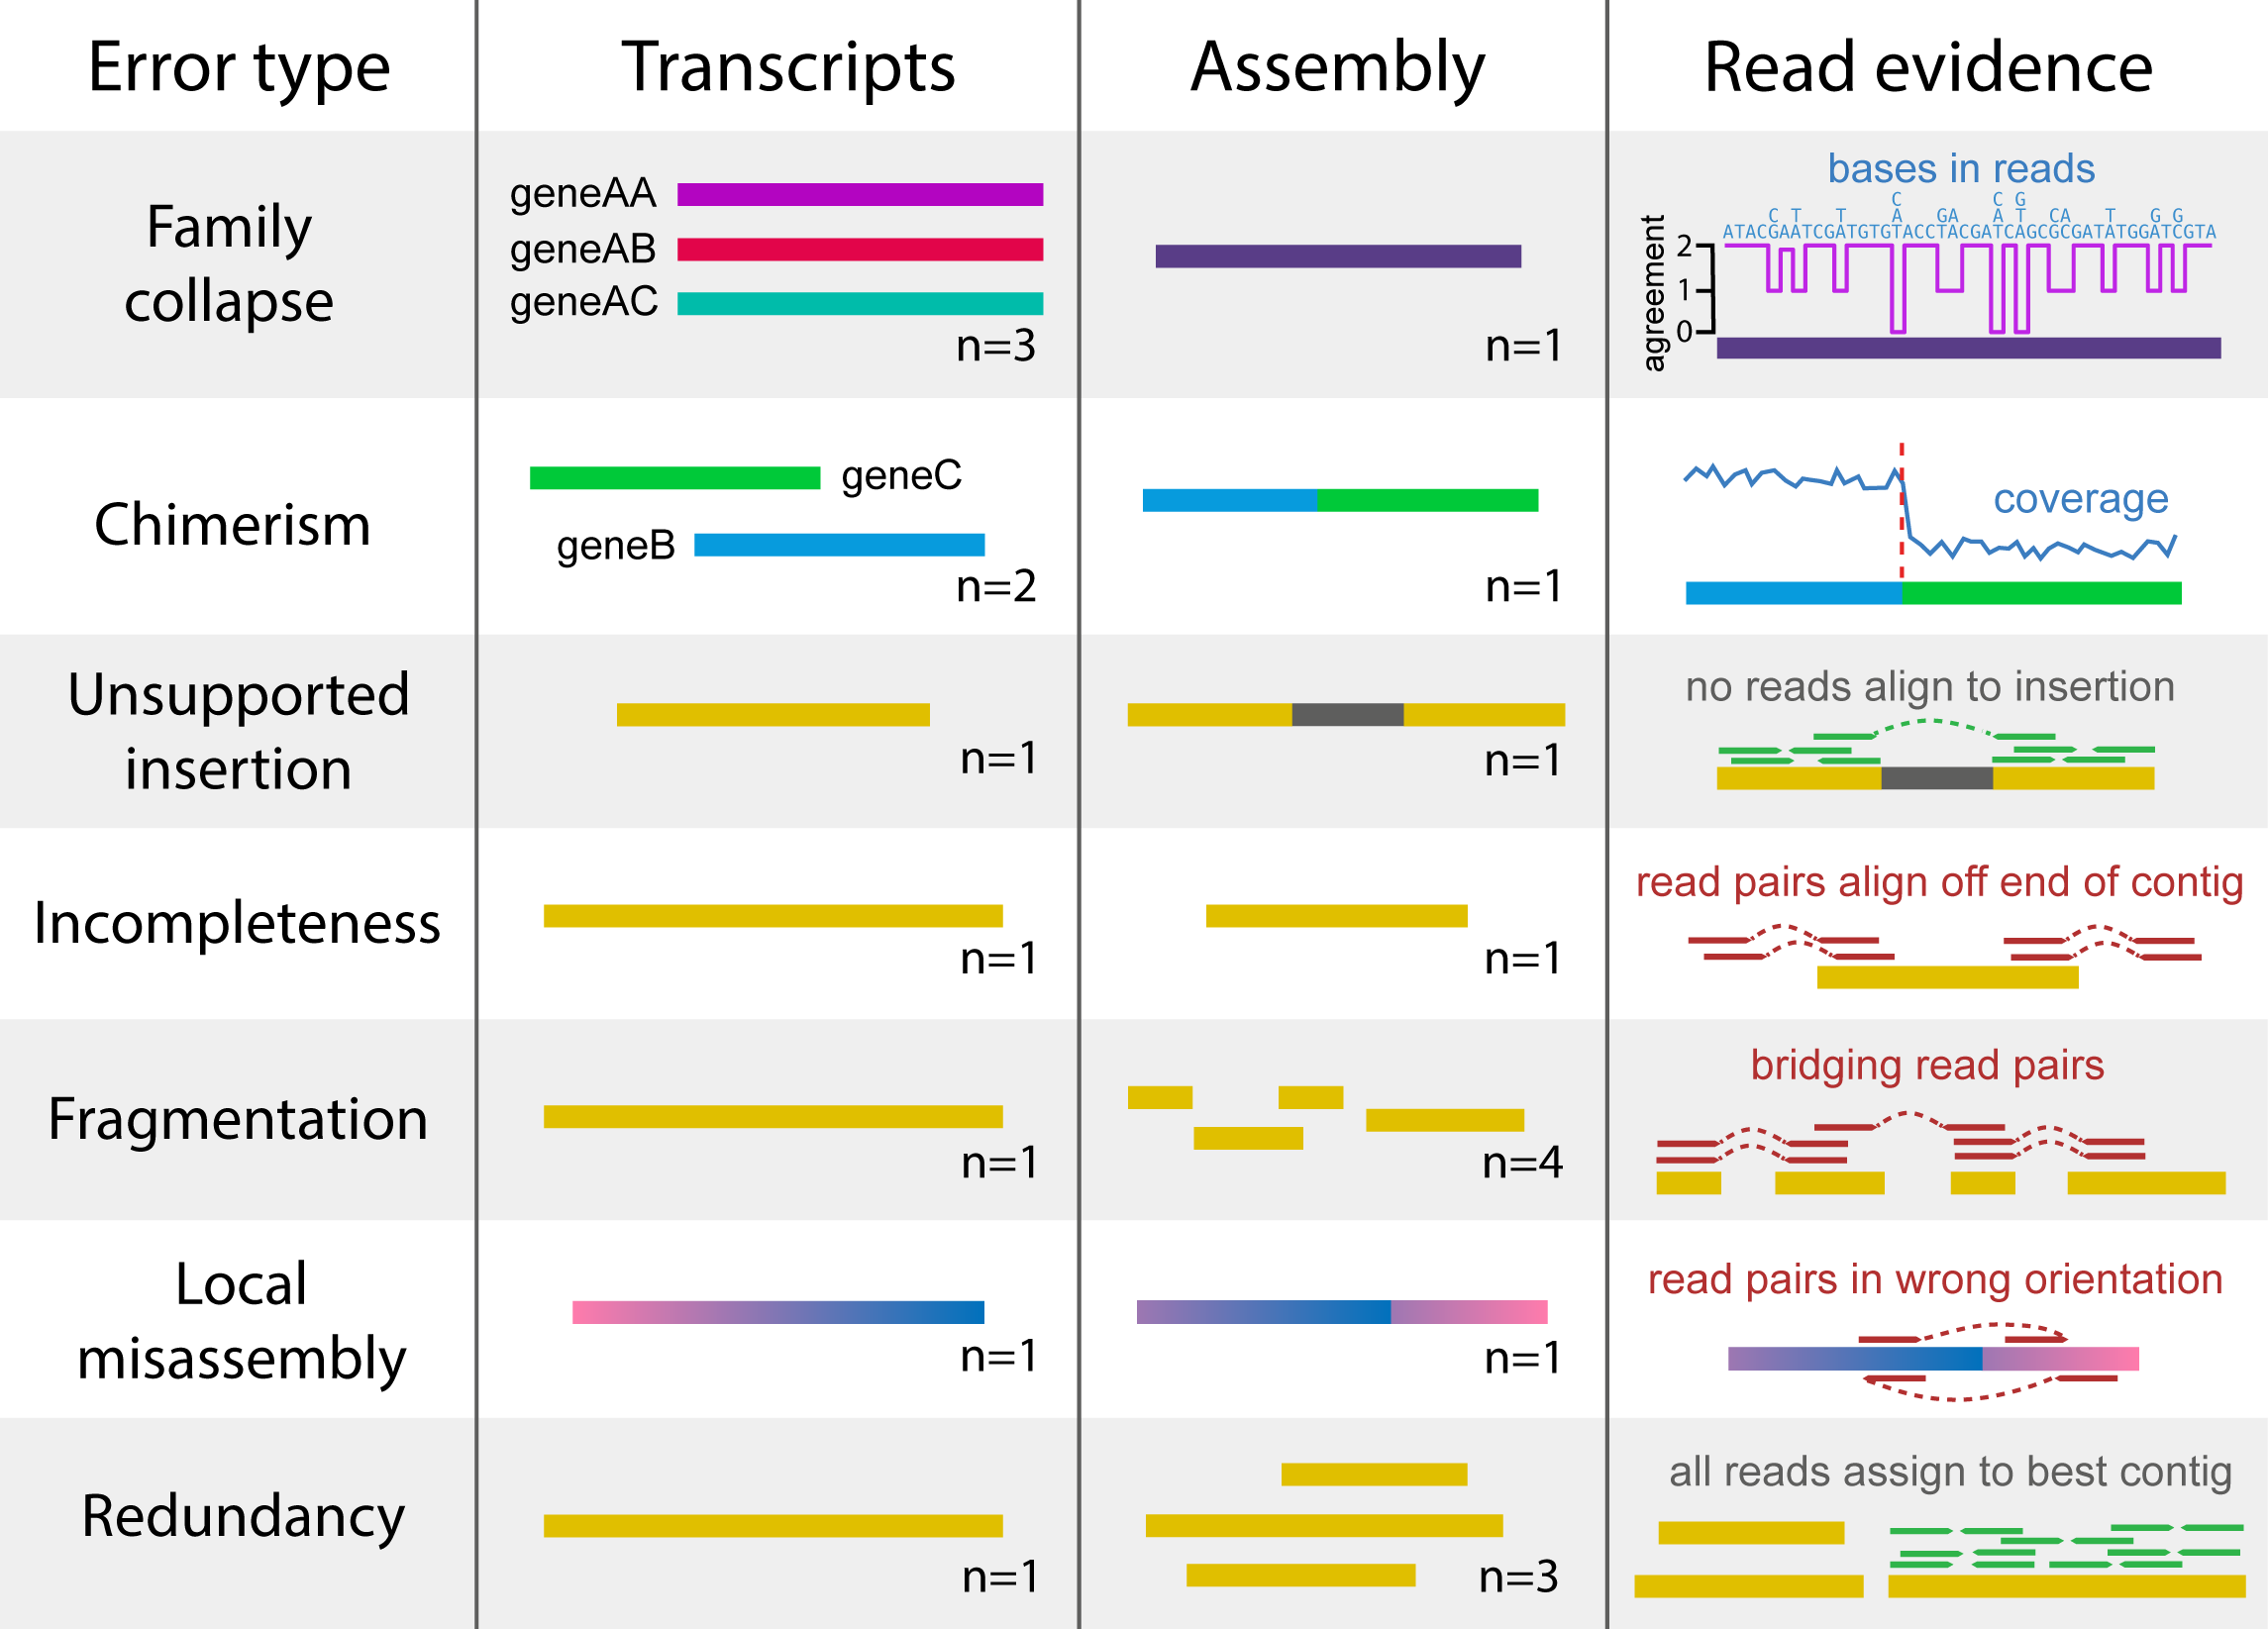 Error type
Transcripts
Assembly
Read evidence
Family
collapse
geneAA
geneAB
geneAC
n=3
n=1
bases in reads
C C G
C T T A GA A T CA T G G
ATACGAATCGATGTGTACCTACGATCAGCGCGATATGGATCGTA
agreement
2
1
0
Chimerism
geneC
geneB
n=2
n=1
coverage
Unsupported
insertion
n=1
n=1
no reads align to insertion
Incompleteness
n=1
n=1
read pairs align off end of contig
Fragmentation
n=1
n=4
bridging read pairs
Local
misassembly
n=1
n=1
read pairs in wrong orientation
Redundancy
n=1
n=3
all reads assign to best contig